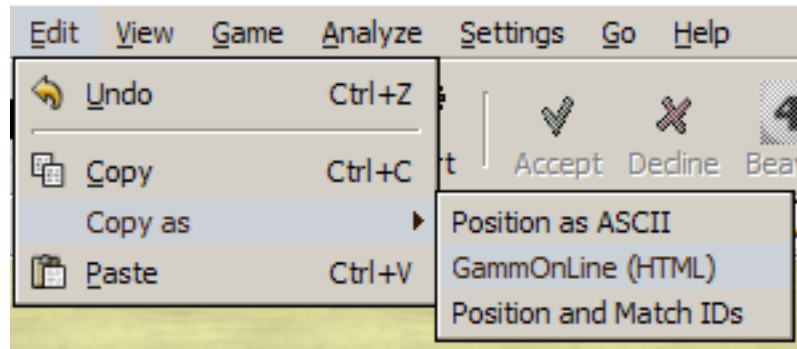 Edit View Game Analyze Settings Go Help
Undo Ctrl+Z
Copy Ctrl+C
Accept Decline
Copy as
Position as ASCII
GammOnLine (HTML)
Paste Ctrl+V
Position and Match IDs